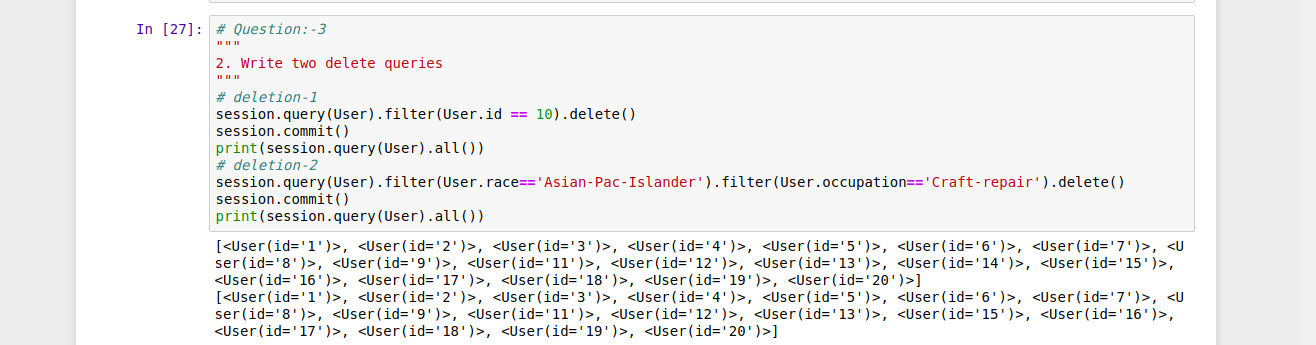 In [27]: # Question:-3
"""
2. Write two delete queries
"""
# deletion-1
session.query(User).filter(User.id == 10).delete()
session.commit()
print(session.query(User).all())
# deletion-2
session.query(User).filter(User.race=='Asian-Pac-Islander').filter(User.occupation=='Craft-repair').delete()
session.commit()
print(session.query(User).all())
[<User(id='1')>, <User(id='2')>, <User(id='3')>, <User(id='4')>, <User(id='5')>, <User(id='6')>, <User(id='7')>, <U
ser(id='8')>, <User(id='9')>, <User(id='11')>, <User(id='12')>, <User(id='13')>, <User(id='14')>, <User(id='15')>,
<User(id='16')>, <User(id='17')>, <User(id='18')>, <User(id='19')>, <User(id='20')>]
[<User(id='1')>, <User(id='2')>, <User(id='3')>, <User(id='4')>, <User(id='5')>, <User(id='6')>, <User(id='7')>, <U
ser(id='8')>, <User(id='9')>, <User(id='11')>, <User(id='12')>, <User(id='13')>, <User(id='15')>, <User(id='16')>,
<User(id='17')>, <User(id='18')>, <User(id='19')>, <User(id='20')>]